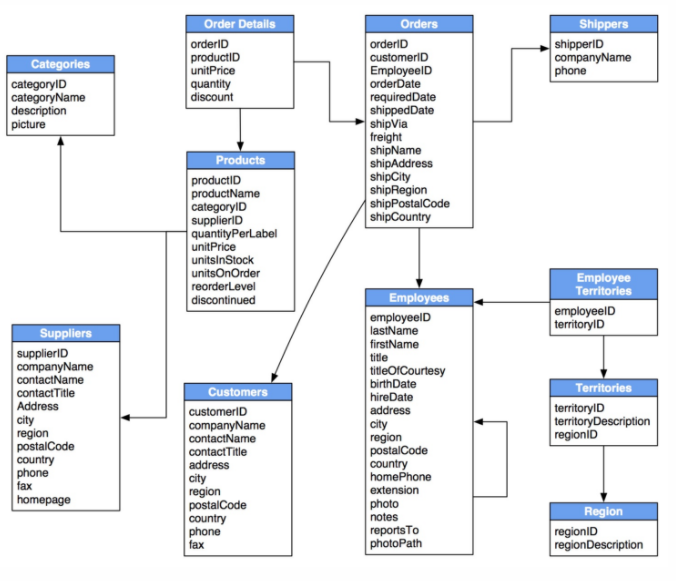 Order Details
orderID
productID
unitPrice
quantity
discount
Orders
orderID
customerID
EmployeeID
orderDate
requiredDate
shippedDate
shipVia
freight
shipName
shipAddress
shipCity
shipRegion
shipPostalCode
shipCountry
Shippers
shipperID
companyName
phone
Categories
categoryID
categoryName
description
picture
Products
productID
productName
categoryID
supplierID
quantityPerLabel
unitPrice
unitsInStock
unitsOnOrder
reorderLevel
discontinued
Employee
Territories
employeeID
territoryID
Employees
employeeID
lastName
firstName
title
titleOfCourtesy
birthDate
hireDate
address
city
region
postalCode
country
homePhone
extension
photo
notes
reportsTo
photoPath
Suppliers
supplierID
companyName
contactName
contactTitle
Address
city
region
postalCode
country
phone
fax
homepage
Customers
customerID
companyName
contactName
contactTitle
address
city
region
postalCode
country
phone
fax
Territories
territoryID
territoryDescription
regionID
Region
regionID
regionDescription